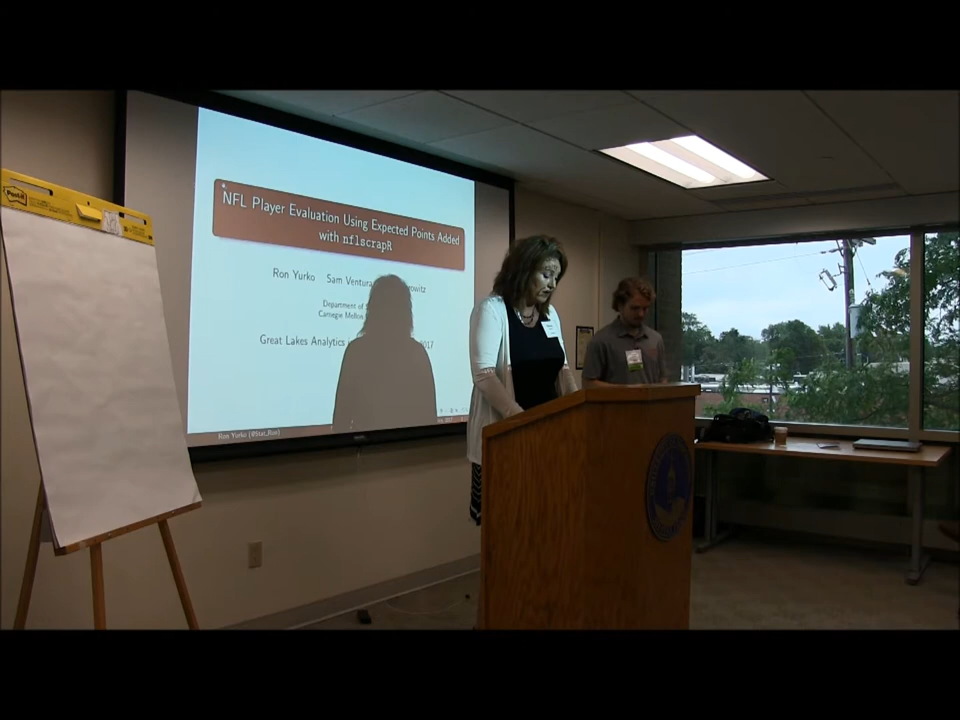 Post-it
NFL Player Evaluation Using Expected Points Added
with nflscrapR
Ron Yurko Sam Ventura
Department of
Carnegie Mellon
Great Lakes Analytics
2017
Ron Yurko (@Stat_Ron)